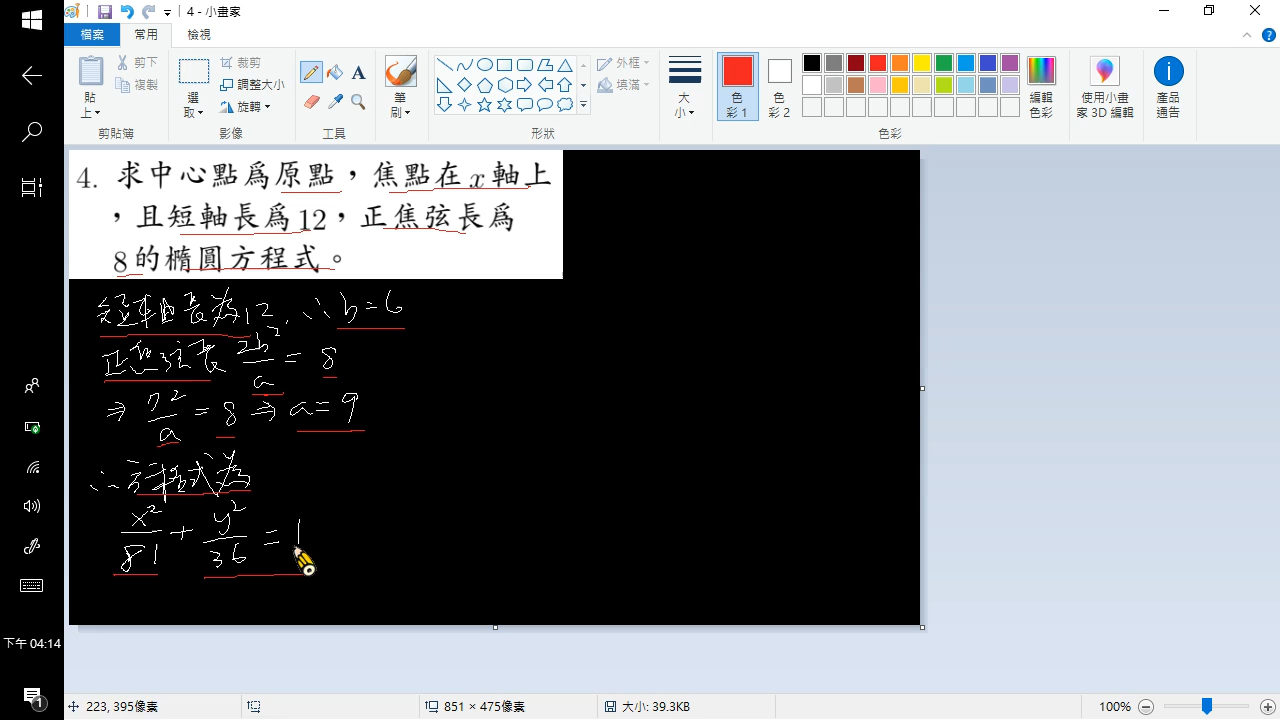 4 - 小畫家
檔案
常用
檢視
貼上
剪下
複製
剪貼簿
選取
裁剪
調整大小
旋轉
影像
A
工具
筆刷
外框
填滿
形狀
大小
色彩 1
色彩 2
編輯色彩
色彩
使用小畫家 3D 編輯
產品通告
4. 求中心點爲原點，焦點在 x 軸上
，且短軸長爲12，正焦弦長爲
8的橢圓方程式。
短軸長為12, ∴ b=6
正焦弦長 2b²/a = 8
⇒ 72/a = 8 ⇒ a = 9
∴方程式為
x²/81 + y²/36 = 1
下午 04:14
1
223, 395像素
851 × 475像素
大小: 39.3KB
100%